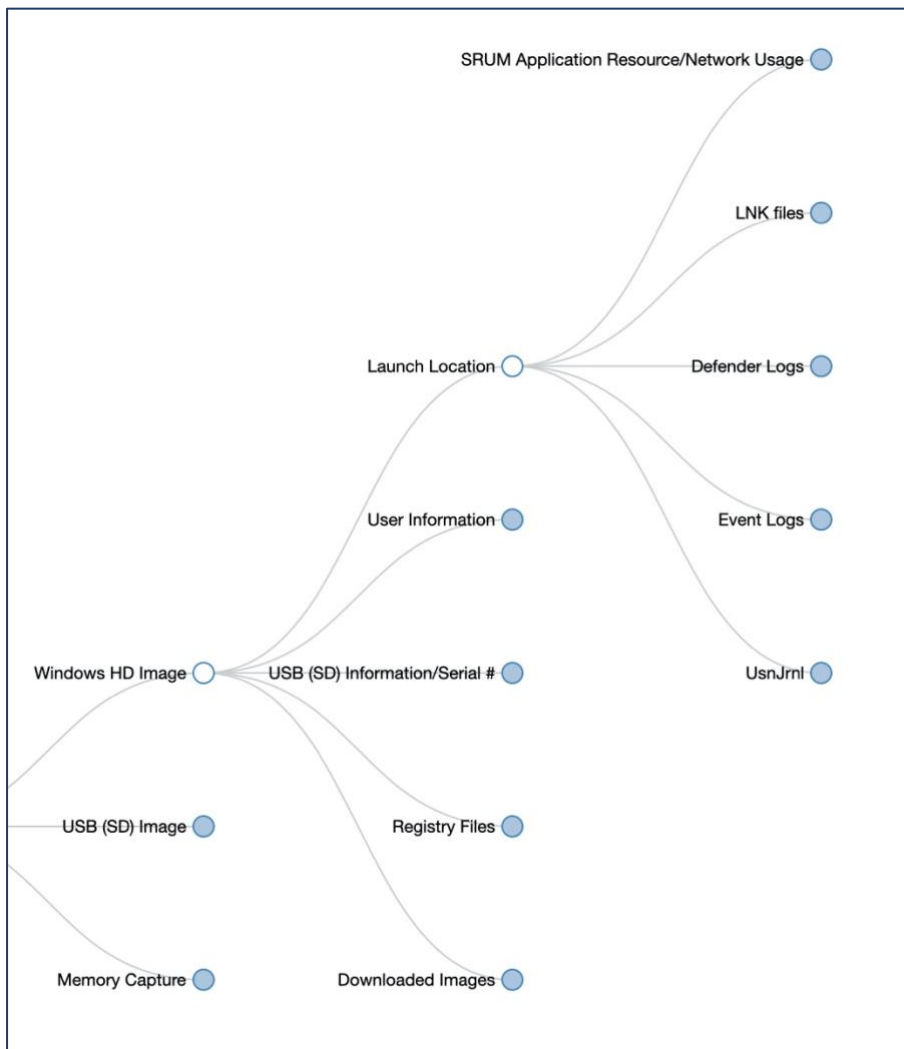 SRUM Application Resource/Network Usage
LNK files
Launch Location
Defender Logs
User Information
Event Logs
Windows HD Image
USB (SD) Information/Serial #
UsnJrnl
USB (SD) Image
Registry Files
Memory Capture
Downloaded Images